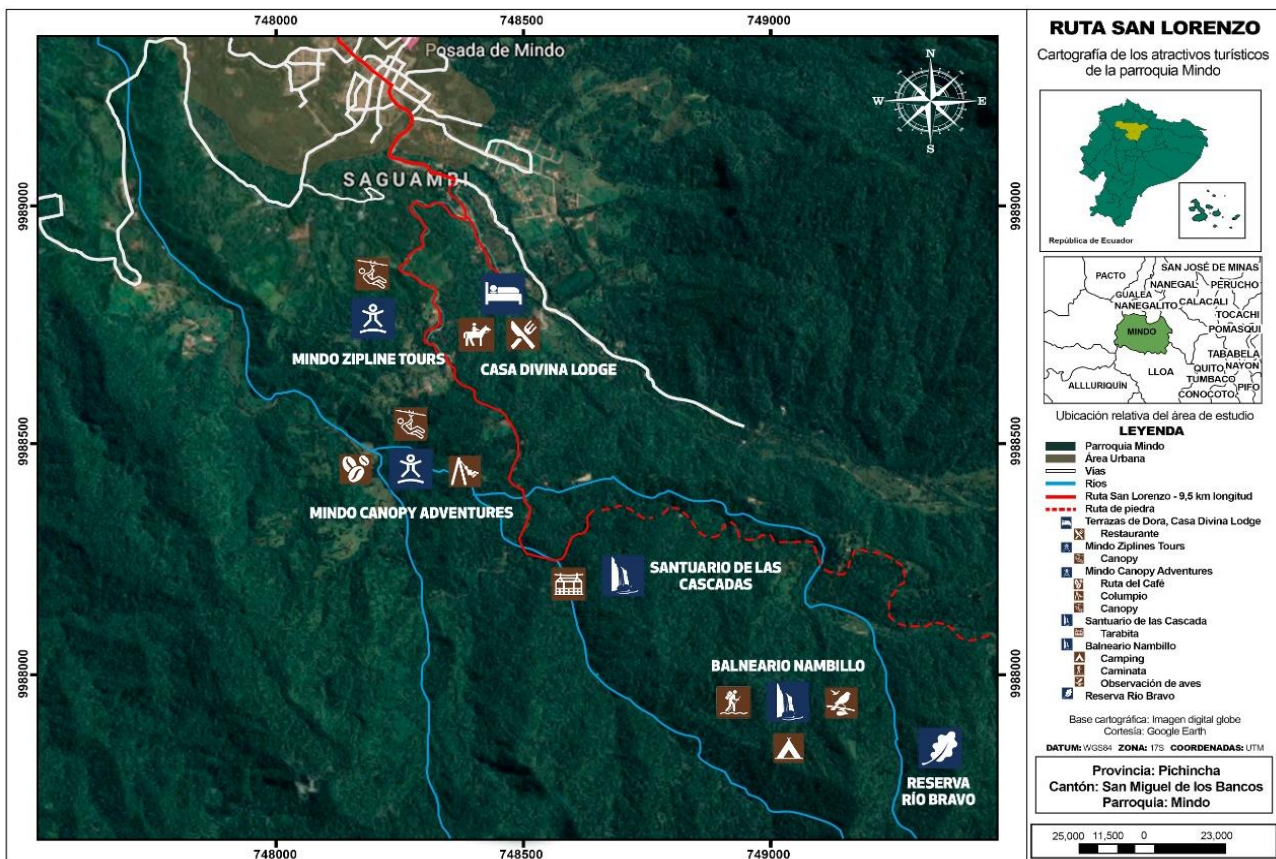 748000
748500
749000
Posada de Mindo
N
W
E
S
SAGUAMBI
9989000
9989000
MINDO ZIPLINE TOURS
CASA DIVINA LODGE
9988500
9988500
MINDO CANOPY ADVENTURES
SANTUARIO DE LAS
CASCADAS
BALNEARIO NAMBILLO
9988000
9988000
RESERVA
RÍO BRAVO
748000
748500
749000
RUTA SAN LORENZO
Cartografía de los atractivos turísticos
de la parroquia Mindo
República de Ecuador
PACTO
SAN JOSÉ DE MINAS
NANEGAL
PERUCHO
GUALEA
CALACALI
NANEGALITO
TOCACHI
MINDO
POMASQUI
TABABELA
LLOA
QUITO
NAYON
TUMBACO
ALLLURIQUÍN
CONOCOTO
PIFO
Ubicación relativa del área de estudio
LEYENDA
Parroquia Mindo
Área Urbana
Vías
Ríos
Ruta San Lorenzo - 9,5 km longitud
Ruta de piedra
Terrazas de Dora, Casa Divina Lodge
Restaurante
Mindo Ziplines Tours
Canopy
Mindo Canopy Adventures
Ruta del Café
Columpio
Canopy
Santuario de las Cascada
Tarabita
Balneario Nambillo
Camping
Caminata
Observación de aves
Reserva Río Bravo
Base cartográfica: Imagen digital globe
Cortesía: Google Earth
DATUM: WGS84 ZONA: 17S COORDENADAS: UTM
Provincia: Pichincha
Cantón: San Miguel de los Bancos
Parroquia: Mindo
25,000 11,500 0 23,000